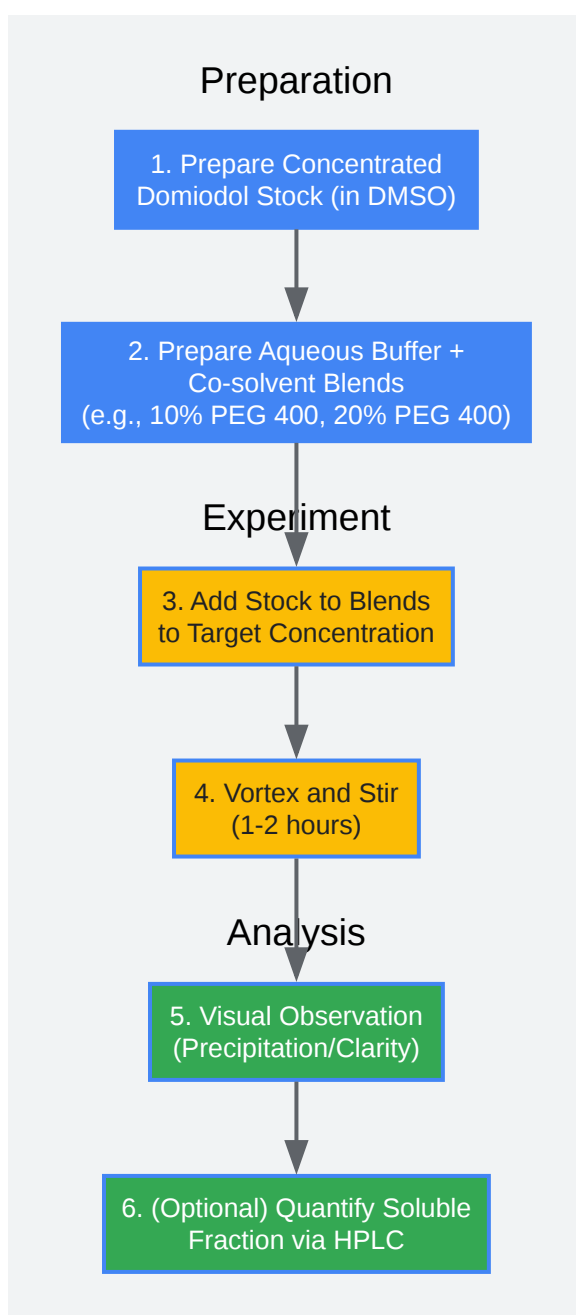 Preparation
1. Prepare Concentrated
Domiodol Stock (in DMSO)
2. Prepare Aqueous Buffer +
Co-solvent Blends
(e.g., 10% PEG 400, 20% PEG 400)
Experiment
3. Add Stock to Blends
to Target Concentration
4. Vortex and Stir
(1-2 hours)
Analysis
5. Visual Observation
(Precipitation/Clarity)
6. (Optional) Quantify Soluble
Fraction via HPLC